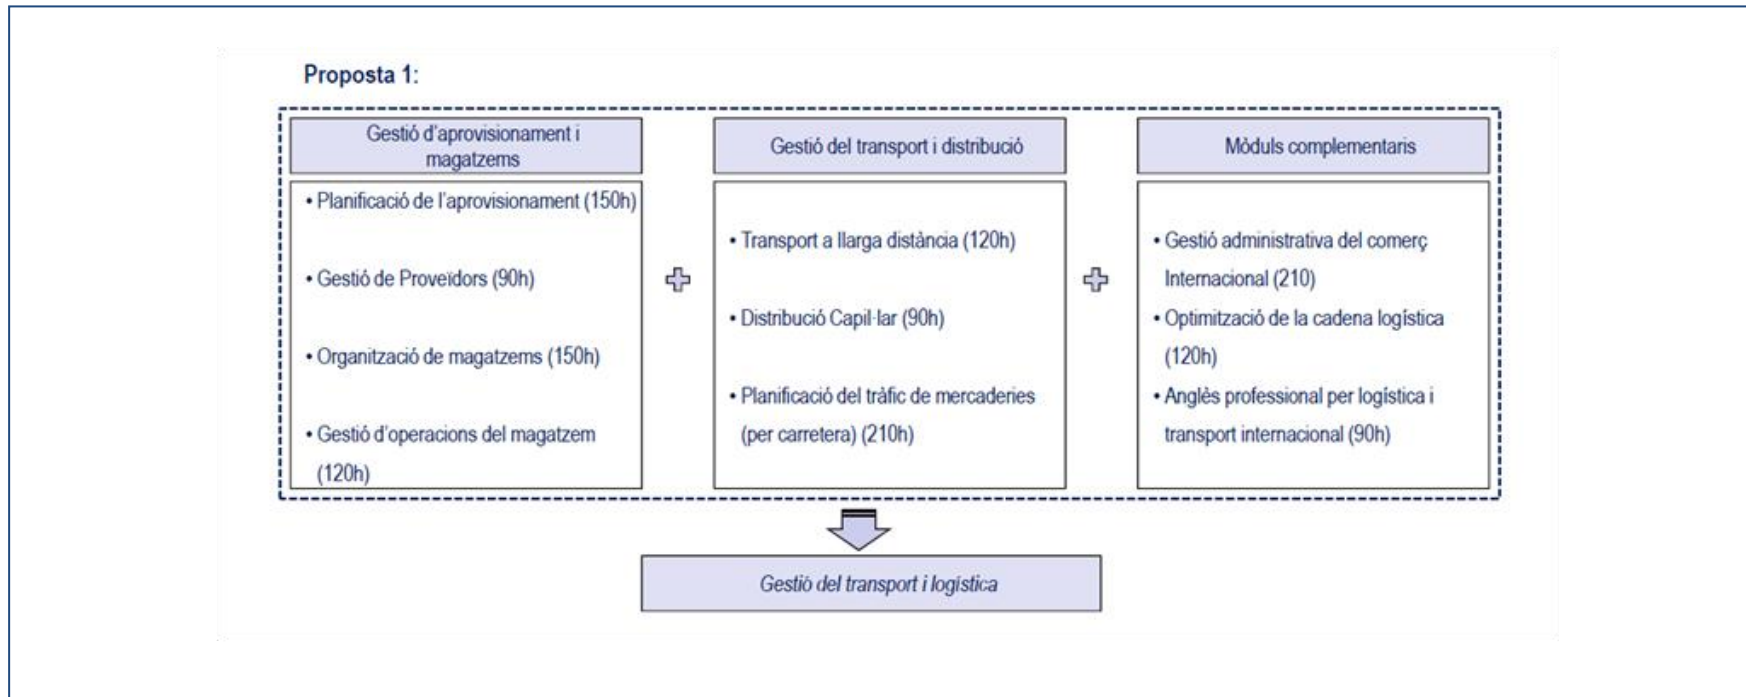 Proposta 1:
Gestió d'aprovisionament i
magatzems
• Planificació de l'aprovisionament (150h)
• Gestió de Proveïdors (90h)
• Organització de magatzems (150h)
• Gestió d'operacions del magatzem
(120h)
Gestió del transport i distribució
• Transport a llarga distància (120h)
• Distribució Capil·lar (90h)
• Planificació del tràfic de mercaderies
(per carretera) (210h)
Mòduls complementaris
• Gestió administrativa del comerç
Internacional (210)
• Optimització de la cadena logística
(120h)
• Anglès professional per logística i
transport internacional (90h)
Gestió del transport i logística